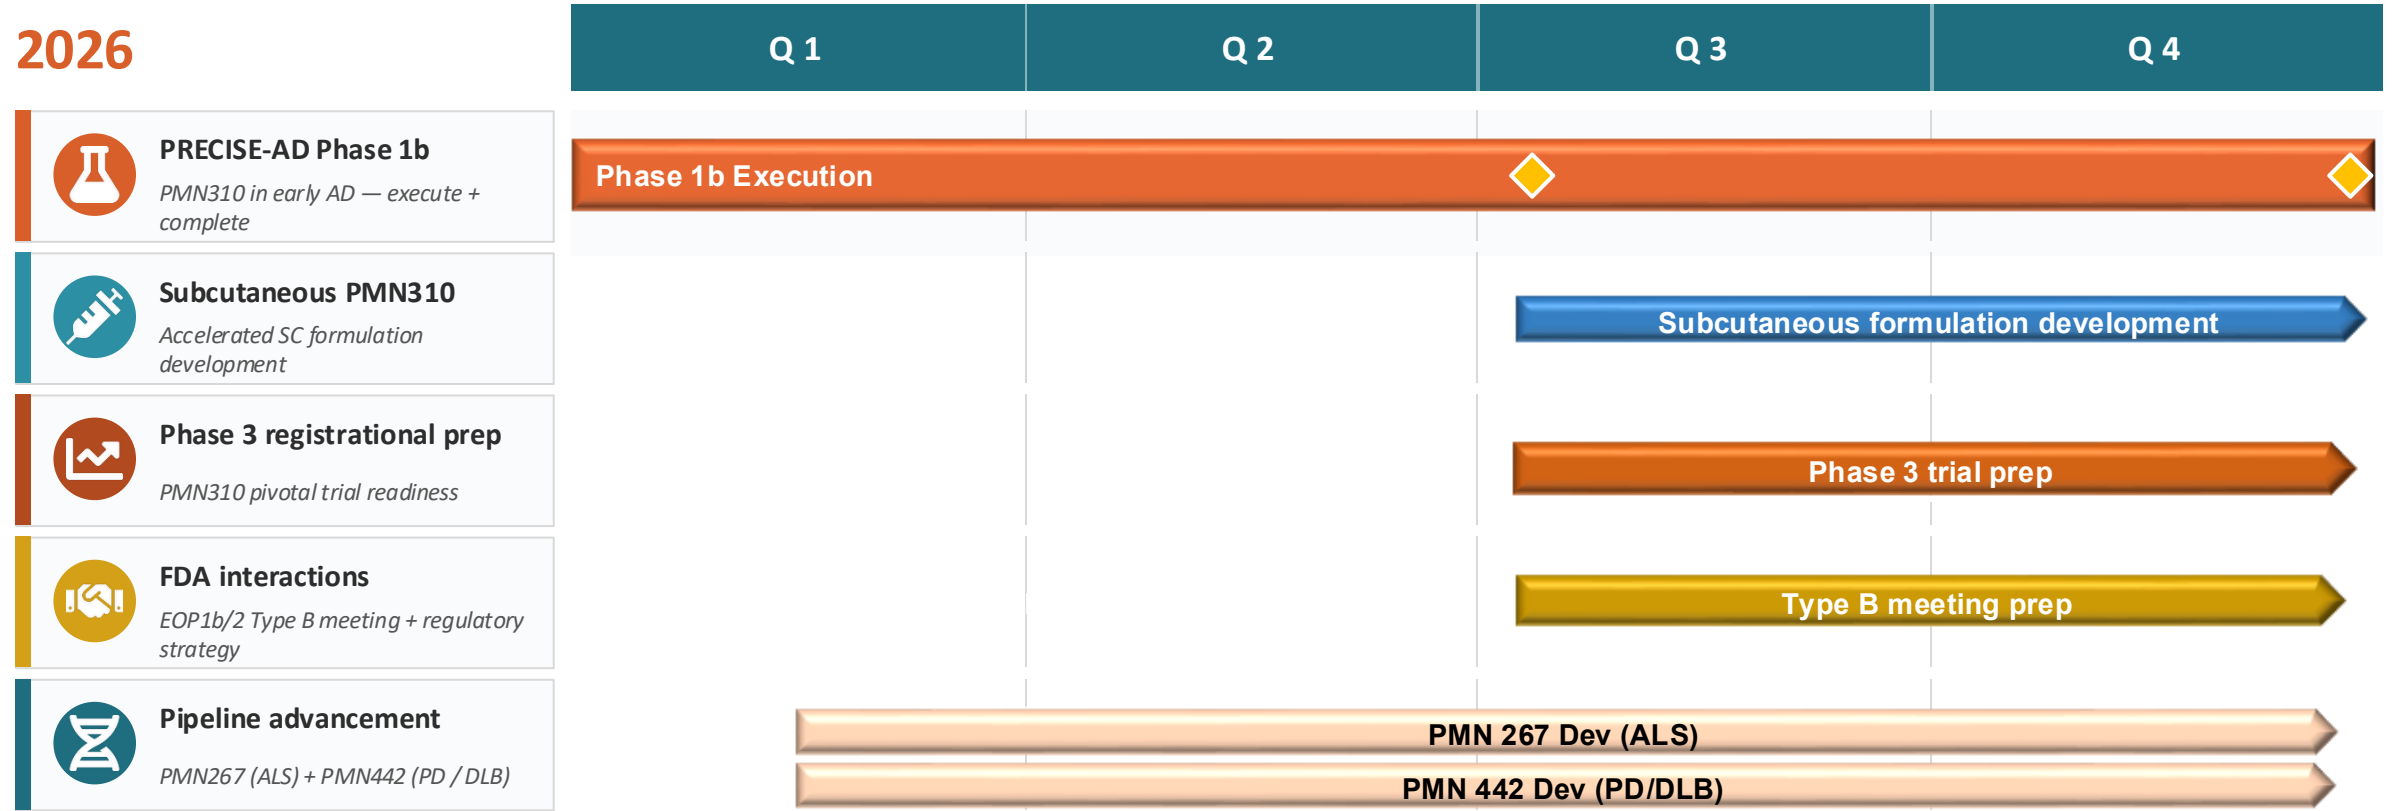 2026
Q 1
Q 2
Q 3
Q 4
PRECISE-AD Phase 1b
PMN310 in early AD — execute +
complete
Phase 1b Execution
Subcutaneous PMN310
Accelerated SC formulation
development
Subcutaneous formulation development
Phase 3 registrational prep
PMN310 pivotal trial readiness
Phase 3 trial prep
FDA interactions
EOP1b/2 Type B meeting + regulatory
strategy
Type B meeting prep
Pipeline advancement
PMN267 (ALS) + PMN442 (PD / DLB)
PMN 267 Dev (ALS)
PMN 442 Dev (PD/DLB)